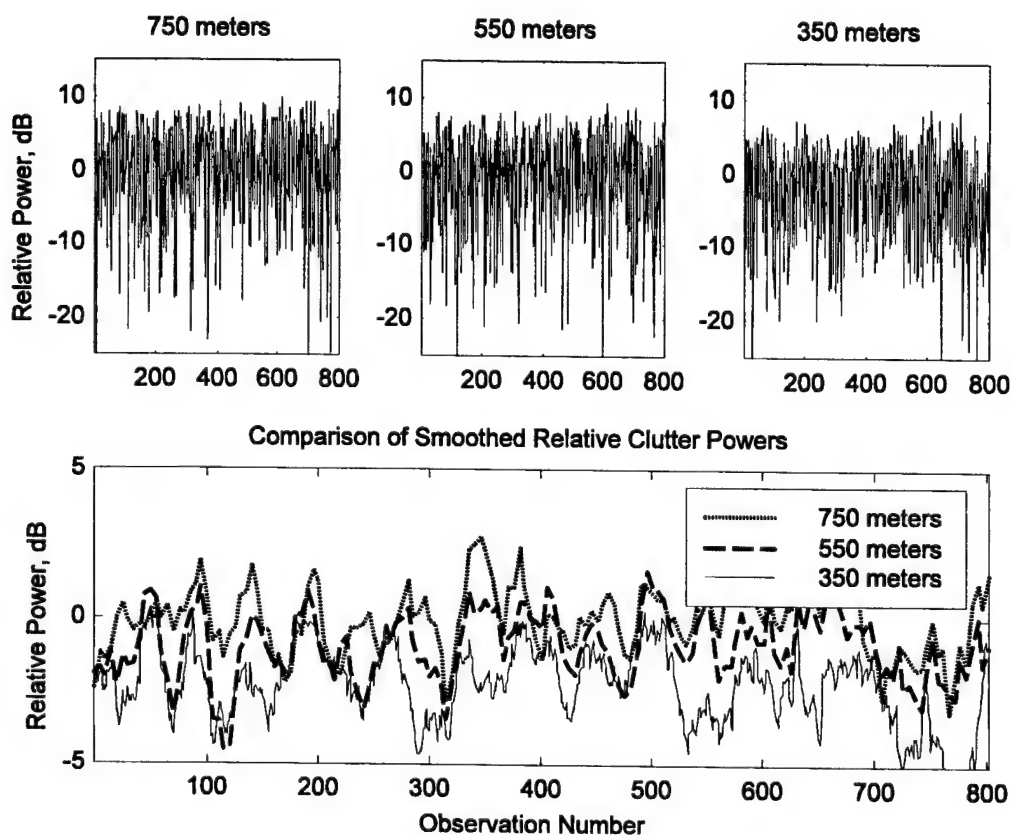 750 meters 550 meters 350 meters
Relative Power, dB
10 0 -10 -20
10 0 -10 -20
10 0 -10 -20
200 400 600 800
200 400 600 800
200 400 600 800
Comparison of Smoothed Relative Clutter Powers
Relative Power, dB
5
0
-5
750 meters
550 meters
350 meters
100 200 300 400 500 600 700 800
Observation Number